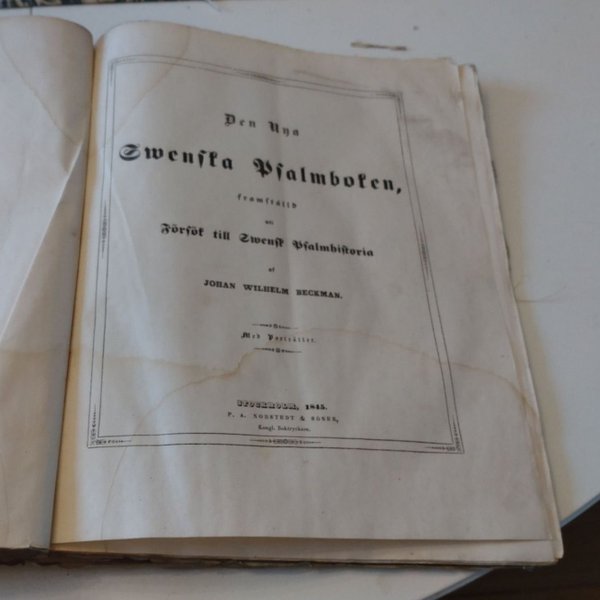 Den Nya
Swenska Psalmboken,
framställd
uti
Försök till Swensk Psalmhistoria
af
JOHAN WILHELM BECKMAN.
Med Porträtter.
STOCKHOLM, 1845.
P. A. NORSTEDT & SÖNER,
Kongl. Boktryckare.